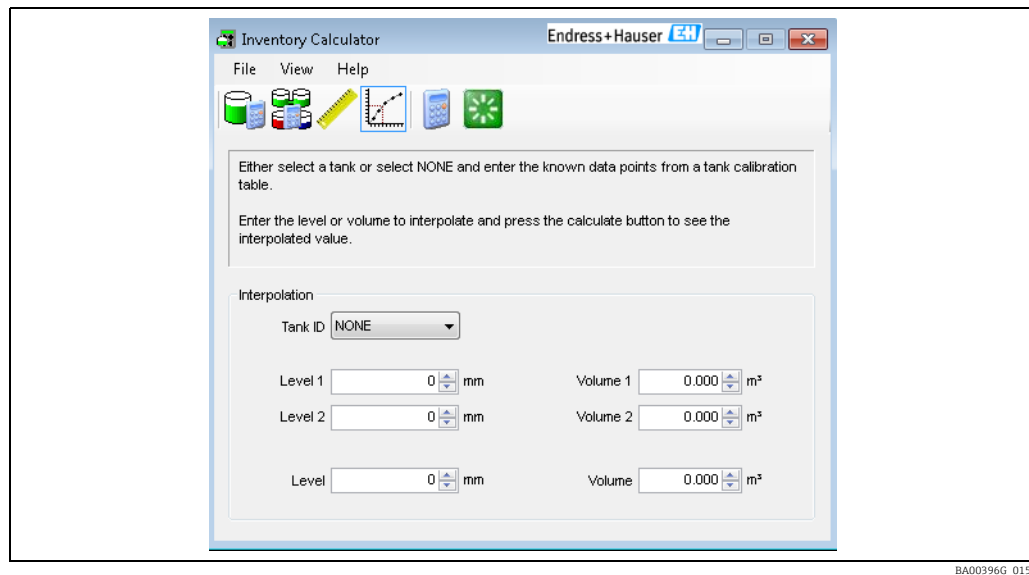 Inventory Calculator
Endress+Hauser EH
File View Help
Either select a tank or select NONE and enter the known data points from a tank calibration
table.
Enter the level or volume to interpolate and press the calculate button to see the
interpolated value.
Interpolation
Tank ID NONE
Level 1 0 mm Volume 1 0.000 m³
Level 2 0 mm Volume 2 0.000 m³
Level 0 mm Volume 0.000 m³
BA00396G 015